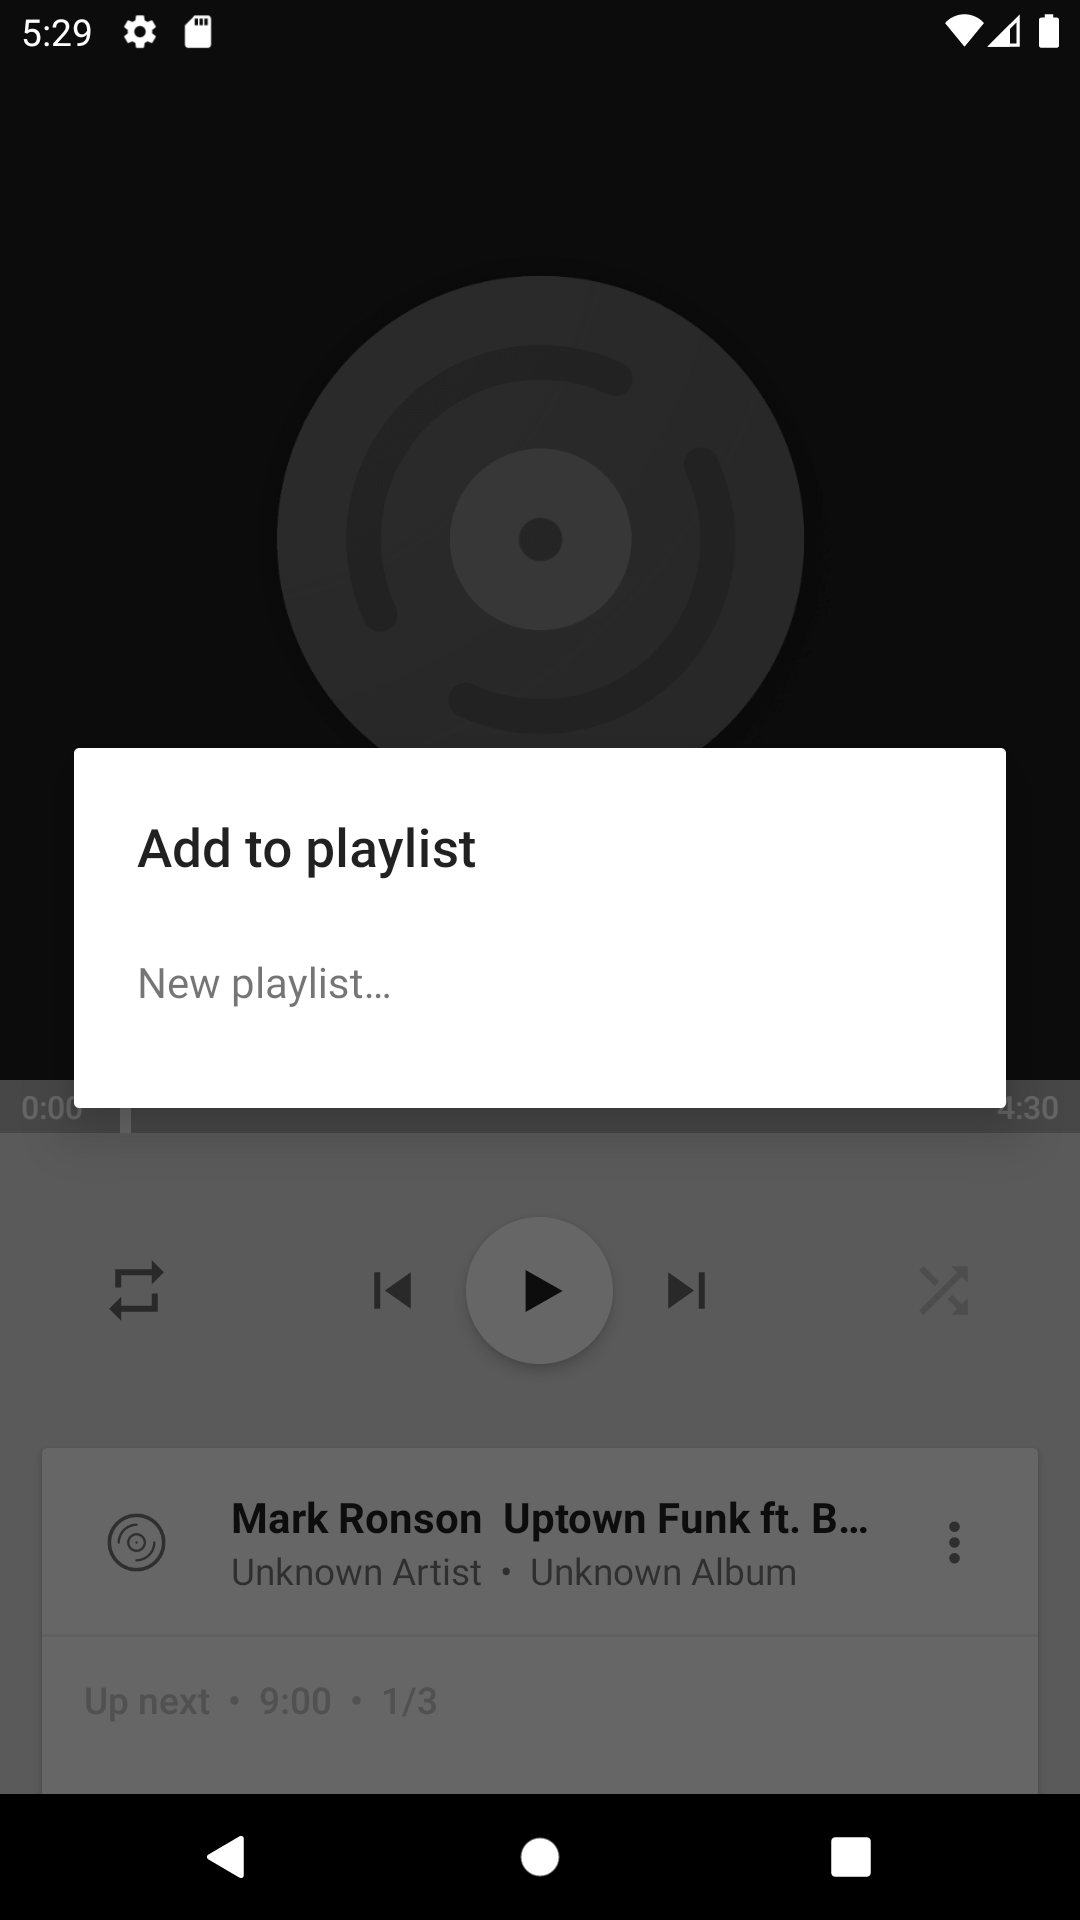 5:29
Add to playlist
New playlist…
0:00
4:30
Mark Ronson  Uptown Funk ft. B…
Unknown Artist • Unknown Album
Up next • 9:00 • 1/3